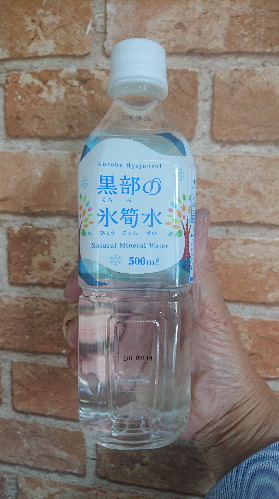 Kurobe Hyojunsui
黒部の
くろ べ
氷筍水
ひょう じゅん すい
Natural Mineral Water
500mℓ